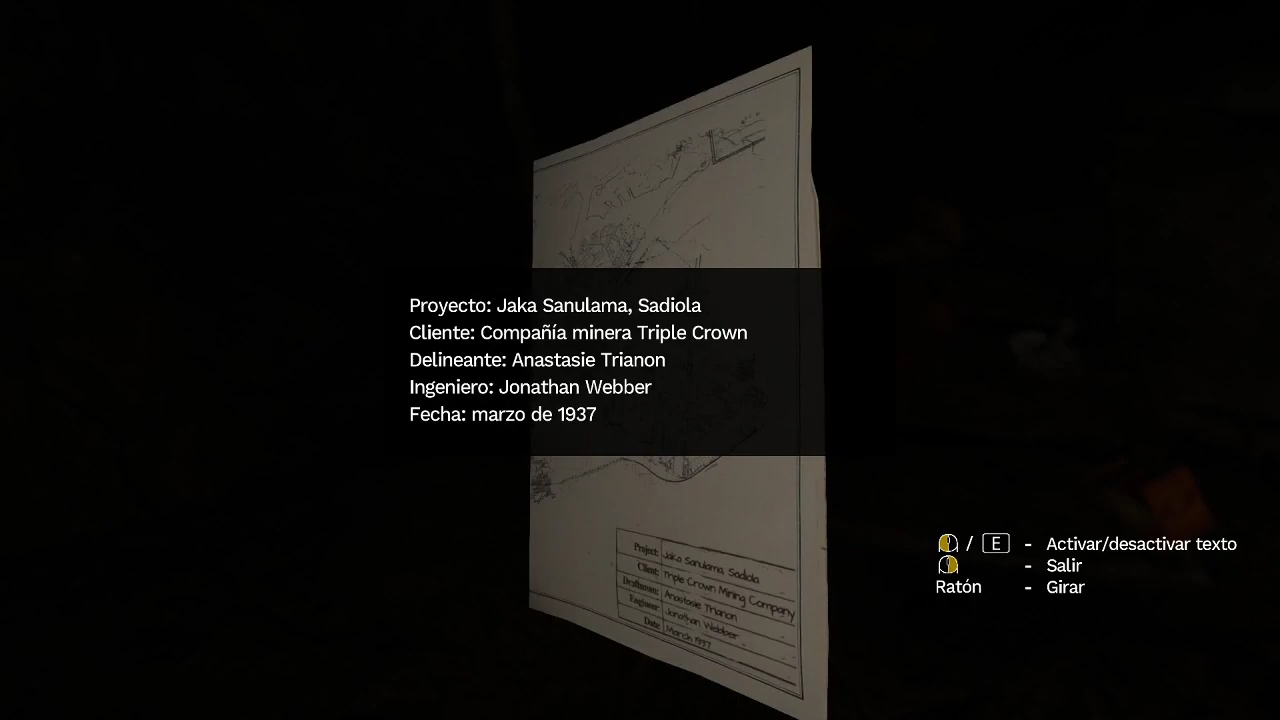 Proyecto: Jaka Sanulama, Sadiola
Cliente: Compañía minera Triple Crown
Delineante: Anastasie Trianon
Ingeniero: Jonathan Webber
Fecha: marzo de 1937
/ E - Activar/desactivar texto
- Salir
Ratón - Girar
Project: Jaka Sanulama, Sadiola
Client: Triple Crown Mining Company
Draftsman: Anastasie Trianon
Engineer: Jonathan Webber
Date: March 1937